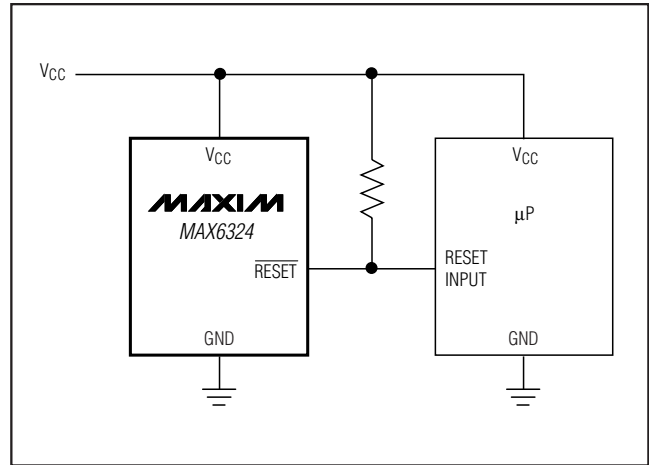 VCC
VCC
MAXIM
MAX6324
RESET
GND
VCC
μP
RESET
INPUT
GND